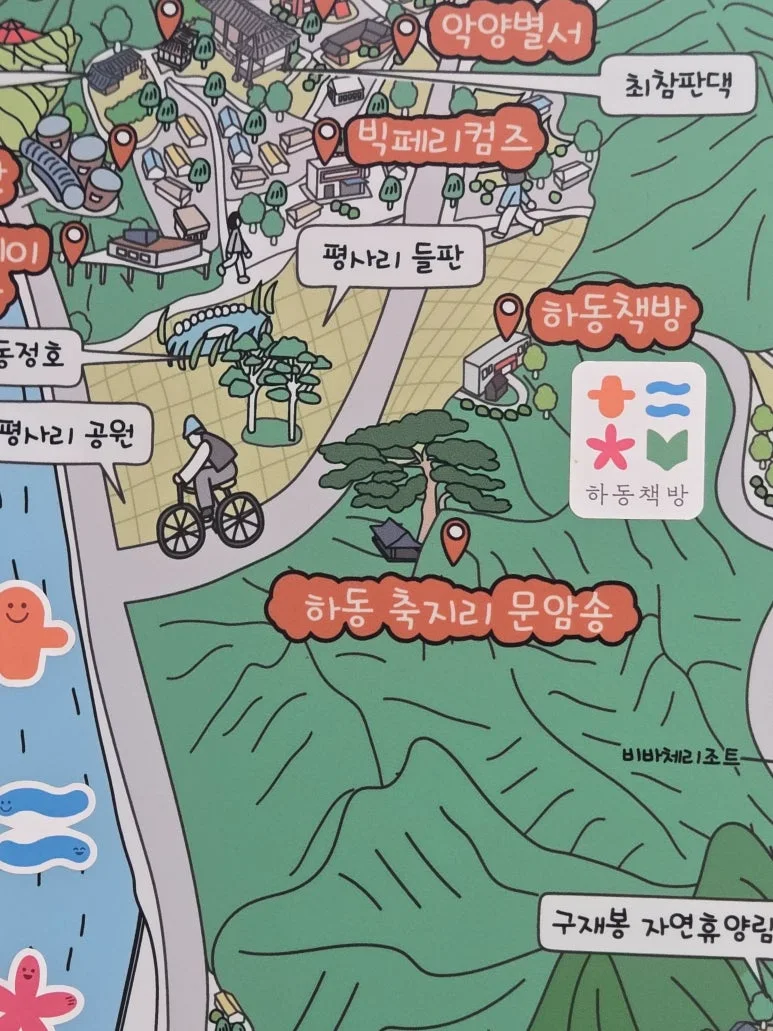 악양별서
최참판댁
빅페리컴즈
평사리 들판
하동책방
동정호
평사리 공원
하동책방
하동 축지리 문암송
비바체리조트
구재봉 자연휴양림